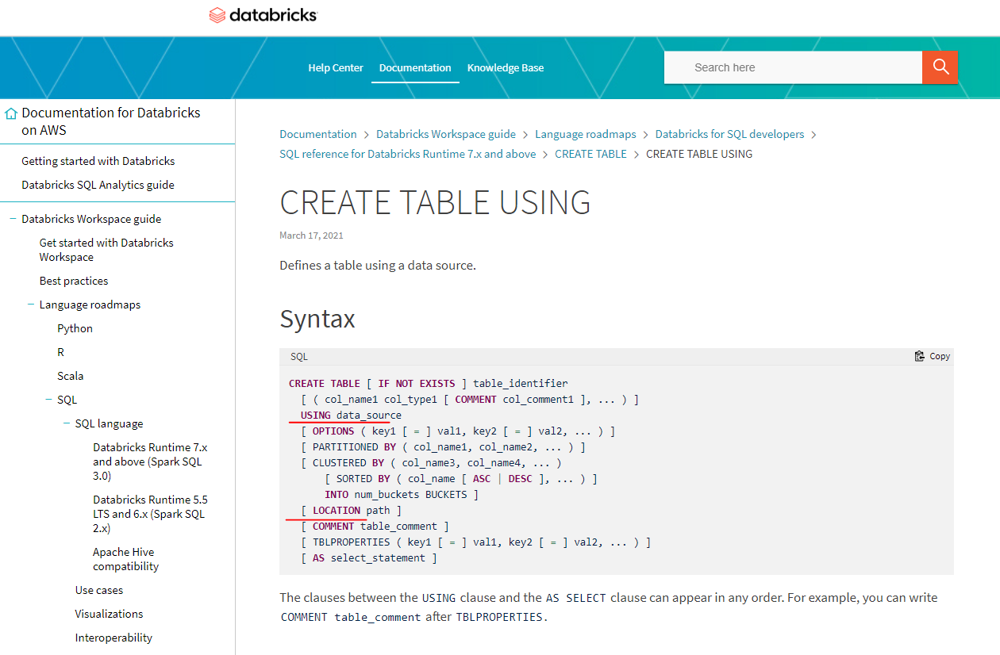 databricks
Help Center Documentation Knowledge Base Search here
Documentation for Databricks
on AWS
Getting started with Databricks
Databricks SQL Analytics guide
Databricks Workspace guide
Get started with Databricks
Workspace
Best practices
Language roadmaps
Python
R
Scala
SQL
SQL language
Databricks Runtime 7.x
and above (Spark SQL
3.0)
Databricks Runtime 5.5
LTS and 6.x (Spark SQL
2.x)
Apache Hive
compatibility
Use cases
Visualizations
Interoperability
Documentation > Databricks Workspace guide > Language roadmaps > Databricks for SQL developers >
SQL reference for Databricks Runtime 7.x and above > CREATE TABLE > CREATE TABLE USING
CREATE TABLE USING
March 17, 2021
Defines a table using a data source.
Syntax
SQL Copy
CREATE TABLE [ IF NOT EXISTS ] table_identifier
[ ( col_name1 col_type1 [ COMMENT col_comment1 ], ... ) ]
USING data_source
[ OPTIONS ( key1 [ = ] val1, key2 [ = ] val2, ... ) ]
[ PARTITIONED BY ( col_name1, col_name2, ... ) ]
[ CLUSTERED BY ( col_name3, col_name4, ... )
[ SORTED BY ( col_name [ ASC | DESC ], ... ) ]
INTO num_buckets BUCKETS ]
[ LOCATION path ]
[ COMMENT table_comment ]
[ TBLPROPERTIES ( key1 [ = ] val1, key2 [ = ] val2, ... ) ]
[ AS select_statement ]
The clauses between the USING clause and the AS SELECT clause can appear in any order. For example, you can write
COMMENT table_comment after TBLPROPERTIES.